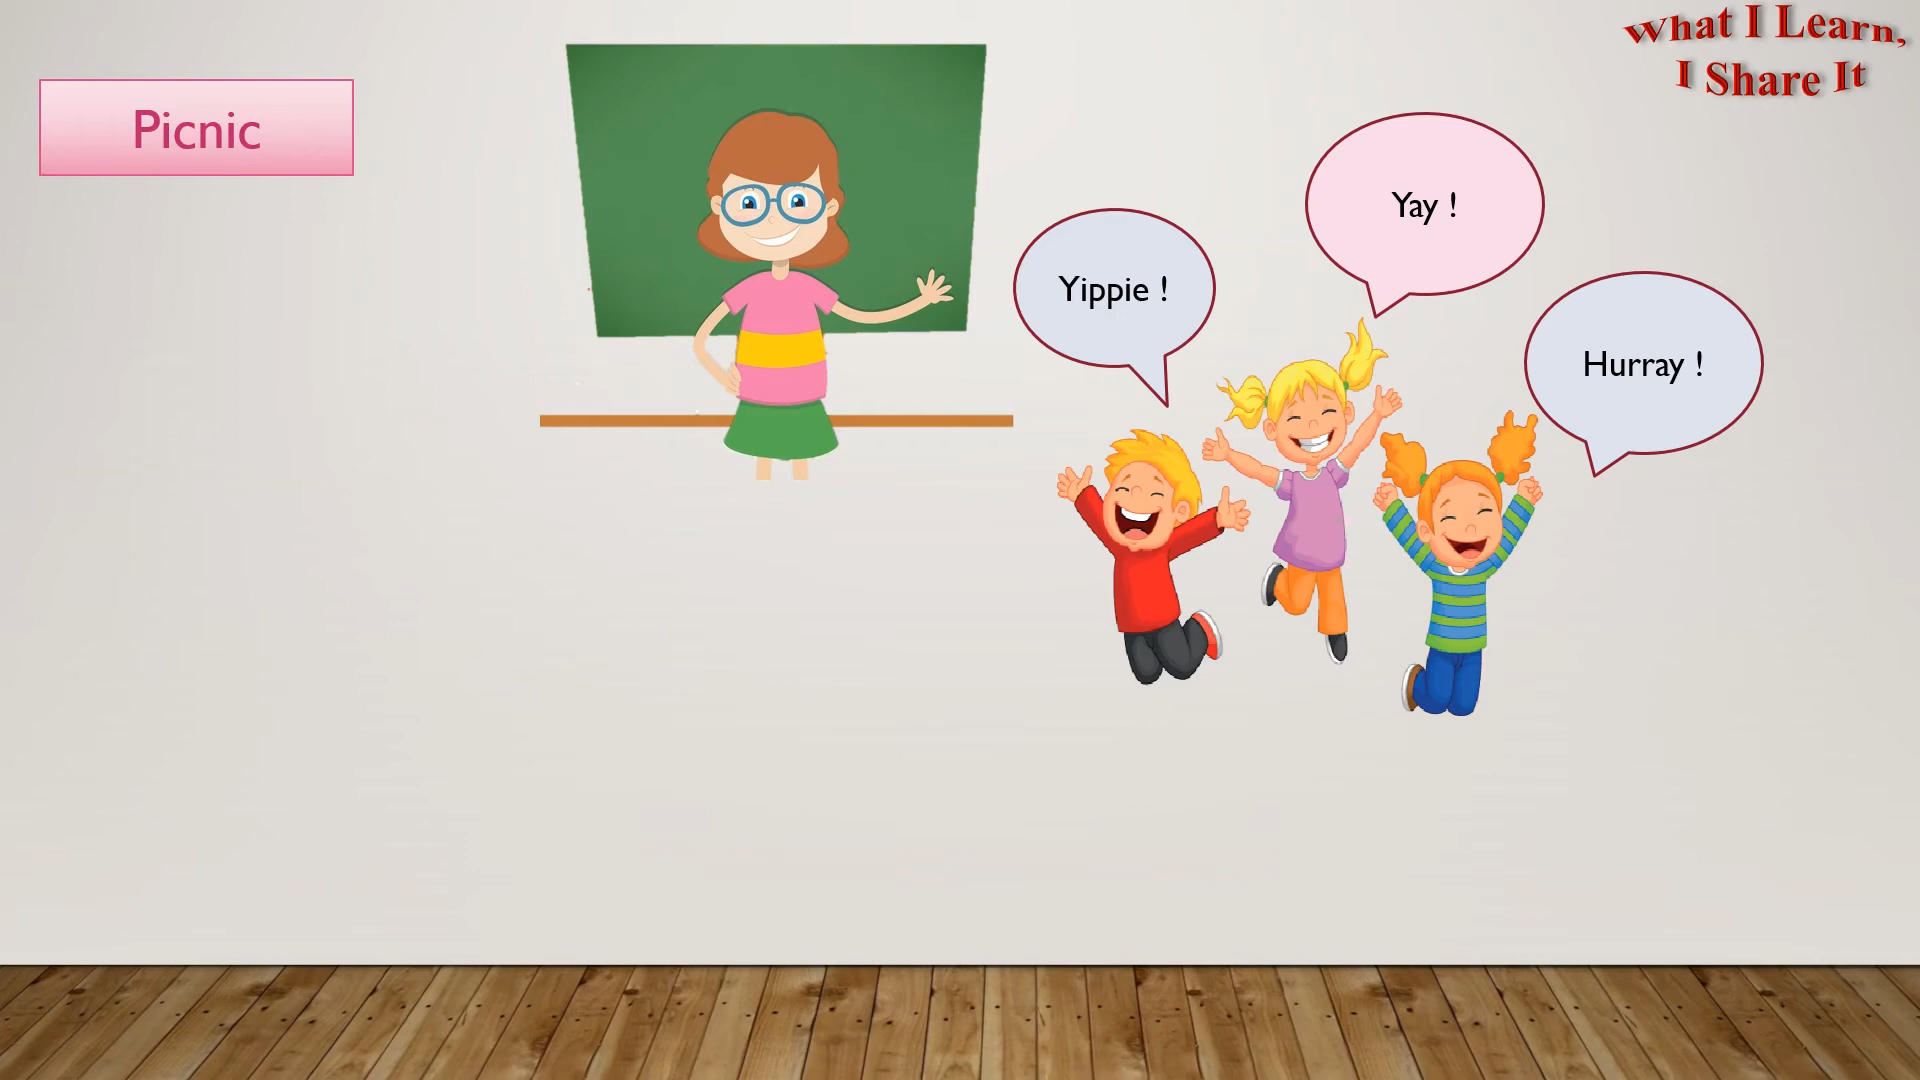 What I Learn,
I Share It
Picnic
Yippie !
Yay !
Hurray !